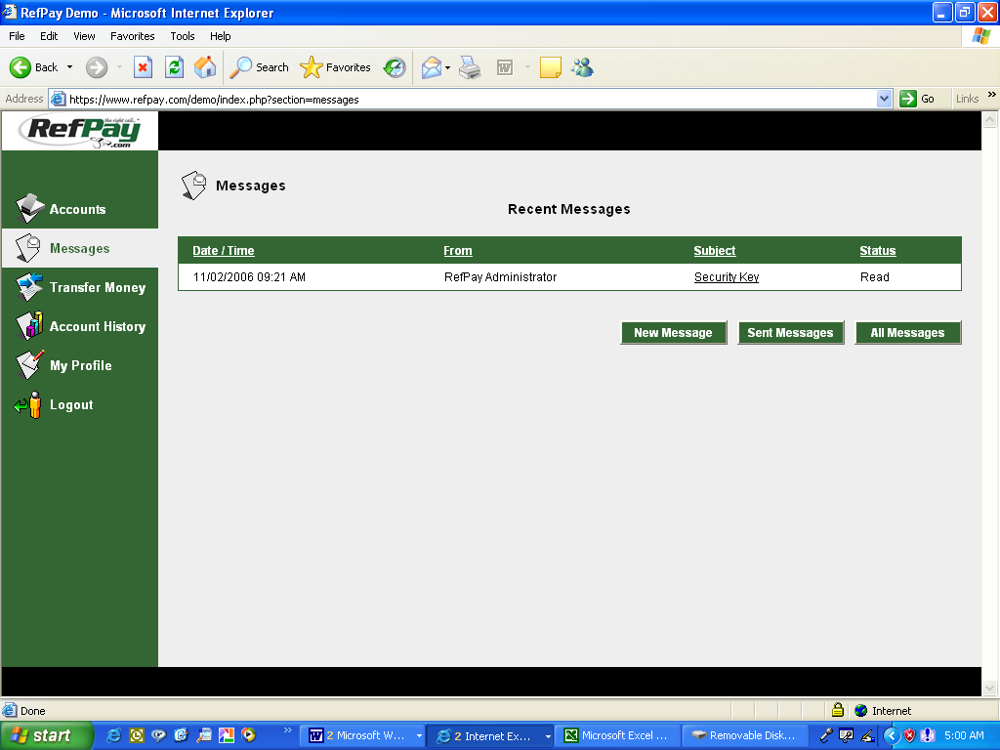 RefPay Demo - Microsoft Internet Explorer
File Edit View Favorites Tools Help
Back Search Favorites
Address https://www.refpay.com/demo/index.php?section=messages Go Links »
the right call
RefPay
.com
Messages
Recent Messages
Accounts
Messages
Transfer Money
Account History
My Profile
Logout
Date / Time From Subject Status
11/02/2006 09:21 AM RefPay Administrator Security Key Read
New Message Sent Messages All Messages
Done Internet
start » 2 Microsoft W... 2 Internet Ex... Microsoft Excel ... Removable Disk... 5:00 AM